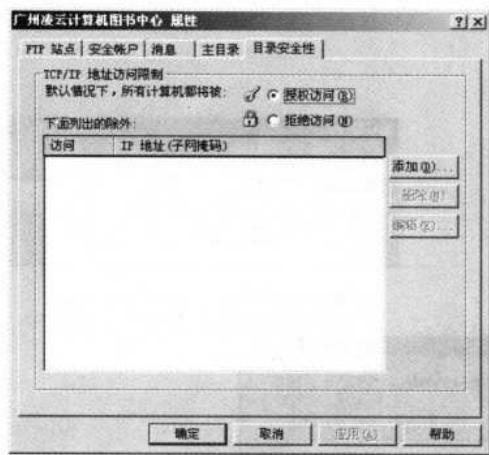 广州凌云计算机图书中心 属性
FTP 站点 安全帐户 消息 主目录 目录安全性
TCP/IP 地址访问限制
默认情况下，所有计算机都将被:
授权访问(R)
拒绝访问(N)
下面列出的除外:
访问 IP 地址(子网掩码)
添加(D)...
删除(M)
编辑(E)...
确定 取消 应用(A) 帮助